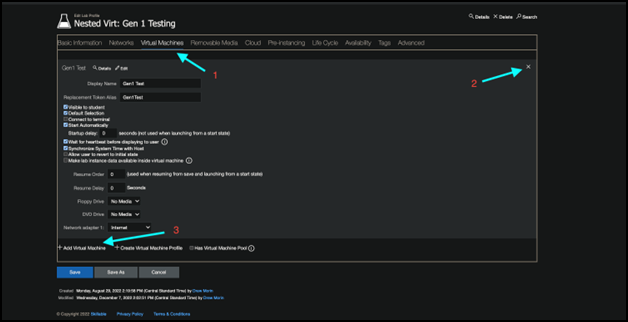 Edit Lab Profile
Nested Virt: Gen 1 Testing
Details Delete Search
Basic Information Networks Virtual Machines Removable Media Cloud Pre-instancing Life Cycle Availability Tags Advanced
1
Gen1 Test Details Edit
2
Display Name Gen1 Test
Replacement Token Alias Gen1Test
Visible to student
Default Selection
Connect to terminal
Start Automatically
Startup delay: 0 seconds (not used when launching from a start state)
Wait for heartbeat before displaying to user
Synchronize System Time with Host
Allow user to revert to initial state
Make lab instance data available inside virtual machine
Resume Order 0 (used when resuming from save and launching from a start state)
Resume Delay 0 Seconds
Floppy Drive No Media
DVD Drive No Media
Network adapter 1: Internal
3
+ Add Virtual Machine + Create Virtual Machine Profile Has Virtual Machine Pool
Save Save As Cancel
Created: Monday, August 29, 2022 2:19:58 PM (Central Standard Time) by Drew Morin
Modified: Wednesday, December 7, 2022 3:03:01 PM (Central Standard Time) by Drew Morin
© Copyright 2022 Skillable Privacy Policy Terms & Conditions